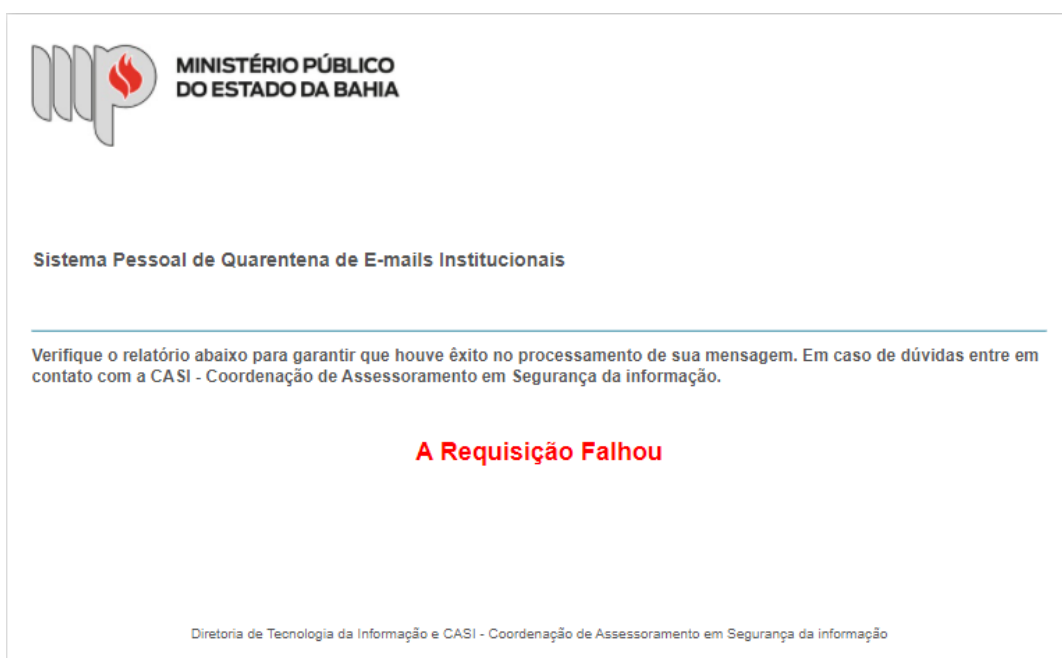 MINISTÉRIO PÚBLICO
DO ESTADO DA BAHIA
Sistema Pessoal de Quarentena de E-mails Institucionais
Verifique o relatório abaixo para garantir que houve êxito no processamento de sua mensagem. Em caso de dúvidas entre em
contato com a CASI - Coordenação de Assessoramento em Segurança da informação.
A Requisição Falhou
Diretoria de Tecnologia da Informação e CASI - Coordenação de Assessoramento em Segurança da informação